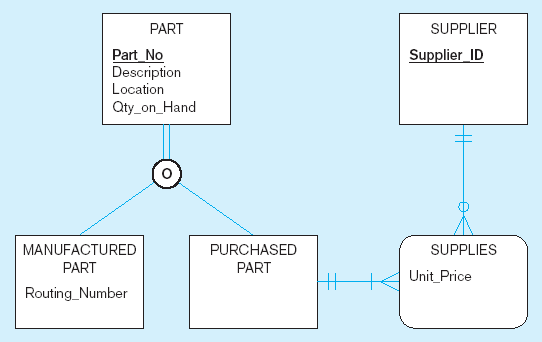 PART
Part_No
Description
Location
Qty_on_Hand
SUPPLIER
Supplier_ID
O
MANUFACTURED
PART
Routing_Number
PURCHASED
PART
SUPPLIES
Unit_Price